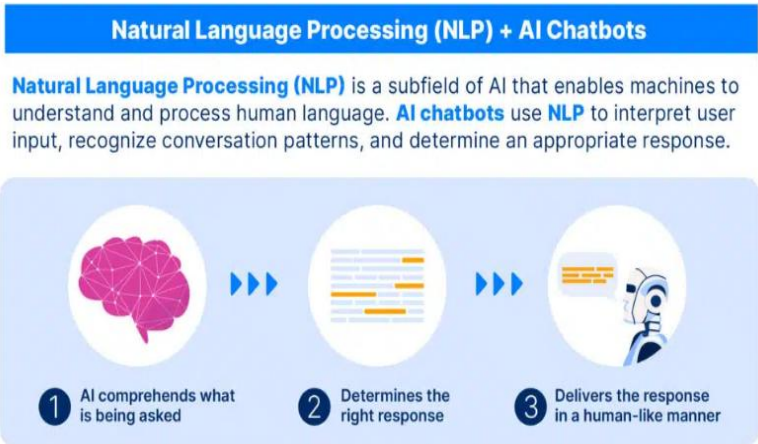 Natural Language Processing (NLP) + AI Chatbots
Natural Language Processing (NLP) is a subfield of AI that enables machines to
understand and process human language. AI chatbots use NLP to interpret user
input, recognize conversation patterns, and determine an appropriate response.
1 AI comprehends what
is being asked
2 Determines the
right response
3 Delivers the response
in a human-like manner